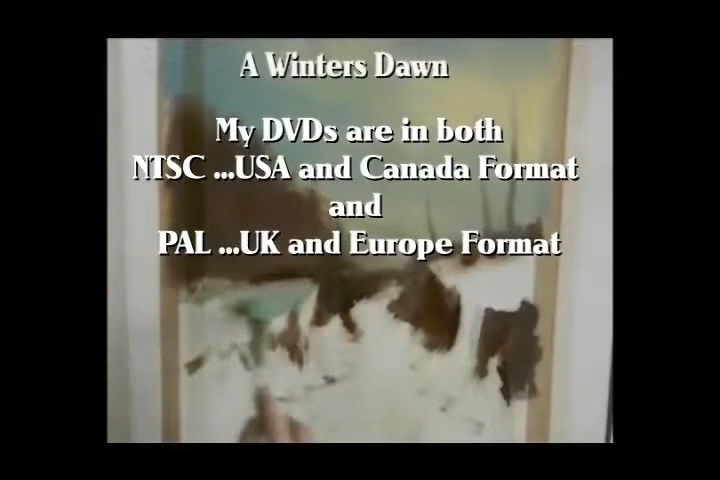 A Winters Dawn
My DVDs are in both
NTSC ...USA and Canada Format
and
PAL ...UK and Europe Format